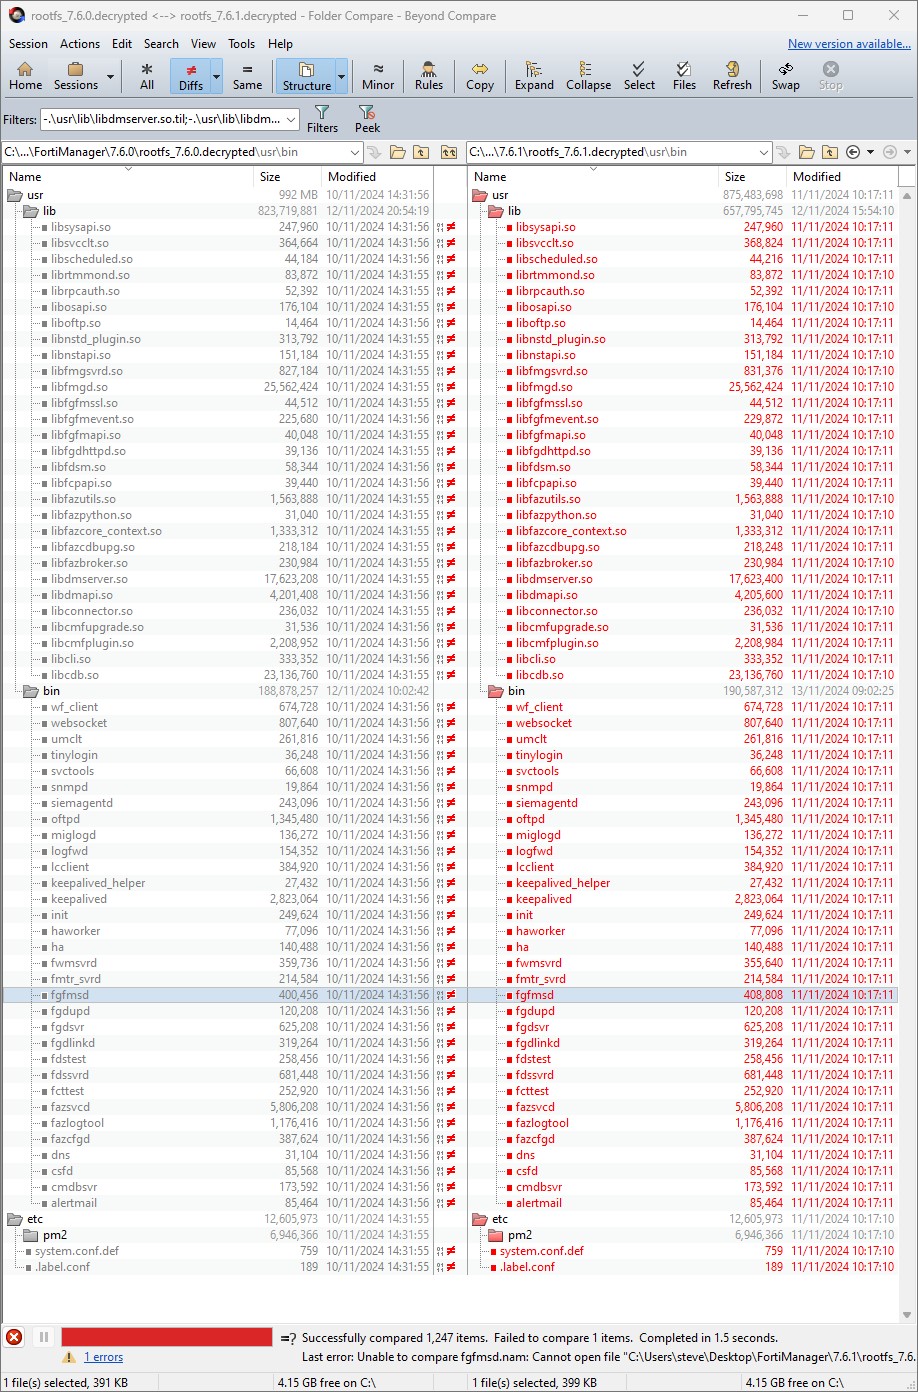 rootfs_7.6.0.decrypted <--> rootfs_7.6.1.decrypted - Folder Compare - Beyond Compare
Session Actions Edit Search View Tools Help New version available...
Home Sessions All Diffs Same Structure Minor Rules Copy Expand Collapse Select Files Refresh Swap Stop
Filters: -.\usr\lib\libdmserver.so.til;-.\usr\lib\libdm... Filters Peek
C:\...\FortiManager\7.6.0\rootfs_7.6.0.decrypted\usr\bin C:\...\7.6.1\rootfs_7.6.1.decrypted\usr\bin
Name Size Modified Name Size Modified
usr 992 MB 10/11/2024 14:31:56 usr 875,483,698 11/11/2024 10:17:11
lib 823,719,881 12/11/2024 20:54:19 lib 657,795,745 12/11/2024 15:54:10
libsysapi.so 247,960 10/11/2024 14:31:56 libsysapi.so 247,960 11/11/2024 10:17:11
libsvcclt.so 364,664 10/11/2024 14:31:56 libsvcclt.so 368,824 11/11/2024 10:17:11
libscheduled.so 44,184 10/11/2024 14:31:56 libscheduled.so 44,216 11/11/2024 10:17:11
librtmmond.so 83,872 10/11/2024 14:31:56 librtmmond.so 83,872 11/11/2024 10:17:10
librpcauth.so 52,392 10/11/2024 14:31:56 librpcauth.so 52,392 11/11/2024 10:17:11
libosapi.so 176,104 10/11/2024 14:31:56 libosapi.so 176,104 11/11/2024 10:17:10
liboftp.so 14,464 10/11/2024 14:31:56 liboftp.so 14,464 11/11/2024 10:17:11
libnstd_plugin.so 313,792 10/11/2024 14:31:56 libnstd_plugin.so 313,792 11/11/2024 10:17:11
libnstapi.so 151,184 10/11/2024 14:31:56 libnstapi.so 151,184 11/11/2024 10:17:10
libfmgsvrd.so 827,184 10/11/2024 14:31:56 libfmgsvrd.so 831,376 11/11/2024 10:17:11
libfmgd.so 25,562,424 10/11/2024 14:31:55 libfmgd.so 25,562,424 11/11/2024 10:17:11
libfgfmssl.so 44,512 10/11/2024 14:31:56 libfgfmssl.so 44,512 11/11/2024 10:17:11
libfgfmevent.so 225,680 10/11/2024 14:31:56 libfgfmevent.so 229,872 11/11/2024 10:17:11
libfgfmapi.so 40,048 10/11/2024 14:31:55 libfgfmapi.so 40,048 11/11/2024 10:17:10
libfgdhttpd.so 39,136 10/11/2024 14:31:55 libfgdhttpd.so 39,136 11/11/2024 10:17:11
libfdsm.so 58,344 10/11/2024 14:31:55 libfdsm.so 58,344 11/11/2024 10:17:11
libfcpapi.so 39,440 10/11/2024 14:31:55 libfcpapi.so 39,440 11/11/2024 10:17:11
libfazutils.so 1,563,888 10/11/2024 14:31:55 libfazutils.so 1,563,888 11/11/2024 10:17:10
libfazpython.so 31,040 10/11/2024 14:31:55 libfazpython.so 31,040 11/11/2024 10:17:10
libfazcore_context.so 1,333,312 10/11/2024 14:31:55 libfazcore_context.so 1,333,312 11/11/2024 10:17:11
libfazcdbupg.so 218,184 10/11/2024 14:31:55 libfazcdbupg.so 218,248 11/11/2024 10:17:11
libfazbroker.so 230,984 10/11/2024 14:31:55 libfazbroker.so 230,984 11/11/2024 10:17:10
libdmserver.so 17,623,208 10/11/2024 14:31:56 libdmserver.so 17,623,400 11/11/2024 10:17:11
libdmapi.so 4,201,408 10/11/2024 14:31:56 libdmapi.so 4,205,600 11/11/2024 10:17:11
libconnector.so 236,032 10/11/2024 14:31:55 libconnector.so 236,032 11/11/2024 10:17:10
libcmfupgrade.so 31,536 10/11/2024 14:31:55 libcmfupgrade.so 31,536 11/11/2024 10:17:11
libcmfplugin.so 2,208,952 10/11/2024 14:31:55 libcmfplugin.so 2,208,984 11/11/2024 10:17:11
libcli.so 333,352 10/11/2024 14:31:56 libcli.so 333,352 11/11/2024 10:17:11
libcdb.so 23,136,760 10/11/2024 14:31:55 libcdb.so 23,136,760 11/11/2024 10:17:10
bin 188,878,257 12/11/2024 10:02:42 bin 190,587,312 13/11/2024 09:02:25
wf_client 674,728 10/11/2024 14:31:56 wf_client 674,728 11/11/2024 10:17:11
websocket 807,640 10/11/2024 14:31:56 websocket 807,640 11/11/2024 10:17:11
umclt 261,816 10/11/2024 14:31:56 umclt 261,816 11/11/2024 10:17:11
tinylogin 36,248 10/11/2024 14:31:56 tinylogin 36,248 11/11/2024 10:17:11
svctools 66,608 10/11/2024 14:31:56 svctools 66,608 11/11/2024 10:17:11
snmpd 19,864 10/11/2024 14:31:56 snmpd 19,864 11/11/2024 10:17:11
siemagentd 243,096 10/11/2024 14:31:56 siemagentd 243,096 11/11/2024 10:17:11
oftpd 1,345,480 10/11/2024 14:31:56 oftpd 1,345,480 11/11/2024 10:17:11
miglogd 136,272 10/11/2024 14:31:56 miglogd 136,272 11/11/2024 10:17:11
logfwd 154,352 10/11/2024 14:31:56 logfwd 154,352 11/11/2024 10:17:11
lcclient 384,920 10/11/2024 14:31:56 lcclient 384,920 11/11/2024 10:17:11
keepalived_helper 27,432 10/11/2024 14:31:56 keepalived_helper 27,432 11/11/2024 10:17:11
keepalived 2,823,064 10/11/2024 14:31:56 keepalived 2,823,064 11/11/2024 10:17:11
init 249,624 10/11/2024 14:31:56 init 249,624 11/11/2024 10:17:11
haworker 77,096 10/11/2024 14:31:56 haworker 77,096 11/11/2024 10:17:11
ha 140,488 10/11/2024 14:31:56 ha 140,488 11/11/2024 10:17:11
fwmsvrd 359,736 10/11/2024 14:31:56 fwmsvrd 355,640 11/11/2024 10:17:11
fmtr_svrd 214,584 10/11/2024 14:31:56 fmtr_svrd 214,584 11/11/2024 10:17:11
fgfmsd 400,456 10/11/2024 14:31:56 fgfmsd 408,808 11/11/2024 10:17:11
fgdupd 120,208 10/11/2024 14:31:56 fgdupd 120,208 11/11/2024 10:17:11
fgdsvr 625,208 10/11/2024 14:31:56 fgdsvr 625,208 11/11/2024 10:17:11
fgdlinkd 319,264 10/11/2024 14:31:56 fgdlinkd 319,264 11/11/2024 10:17:11
fdstest 258,456 10/11/2024 14:31:56 fdstest 258,456 11/11/2024 10:17:11
fdssvrd 681,448 10/11/2024 14:31:56 fdssvrd 681,448 11/11/2024 10:17:11
fcttest 252,920 10/11/2024 14:31:56 fcttest 252,920 11/11/2024 10:17:11
fazsvcd 5,806,208 10/11/2024 14:31:56 fazsvcd 5,806,208 11/11/2024 10:17:11
fazlogtool 1,176,416 10/11/2024 14:31:56 fazlogtool 1,176,416 11/11/2024 10:17:11
fazcfgd 387,624 10/11/2024 14:31:56 fazcfgd 387,624 11/11/2024 10:17:11
dns 31,104 10/11/2024 14:31:56 dns 31,104 11/11/2024 10:17:11
csfd 85,568 10/11/2024 14:31:56 csfd 85,568 11/11/2024 10:17:11
cmdbsvr 173,592 10/11/2024 14:31:56 cmdbsvr 173,592 11/11/2024 10:17:11
alertmail 85,464 10/11/2024 14:31:56 alertmail 85,464 11/11/2024 10:17:11
etc 12,605,973 10/11/2024 14:31:55 etc 12,605,973 11/11/2024 10:17:10
pm2 6,946,366 10/11/2024 14:31:55 pm2 6,946,366 11/11/2024 10:17:10
system.conf.def 759 10/11/2024 14:31:55 system.conf.def 759 11/11/2024 10:17:10
.label.conf 189 10/11/2024 14:31:55 .label.conf 189 11/11/2024 10:17:10
=? Successfully compared 1,247 items. Failed to compare 1 items. Completed in 1.5 seconds.
1 errors Last error: Unable to compare fgfmsd.nam: Cannot open file "C:\Users\steve\Desktop\FortiManager\7.6.1\rootfs_7.6.
1 file(s) selected, 391 KB 4.15 GB free on C:\ 1 file(s) selected, 399 KB 4.15 GB free on C:\